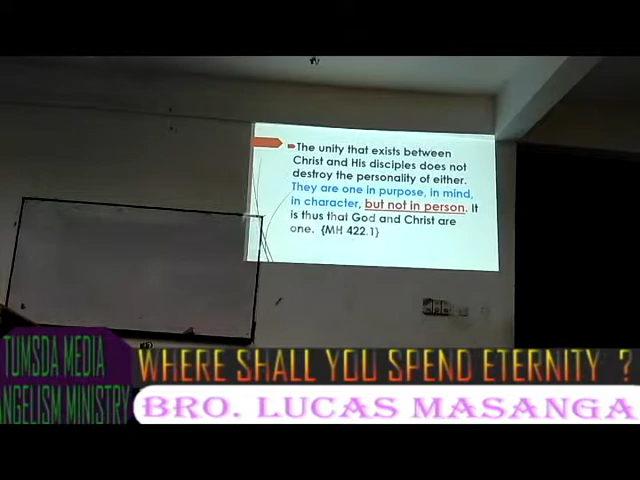 The unity that exists between
Christ and His disciples does not
destroy the personality of either.
They are one in purpose, in mind,
in character, but not in person. It
is thus that God and Christ are
one. {MH 422.1}
TUMSDA MEDIA
ANGELISM MINISTRY
WHERE SHALL YOU SPEND ETERNITY ?
BRO. LUCAS MASANGA